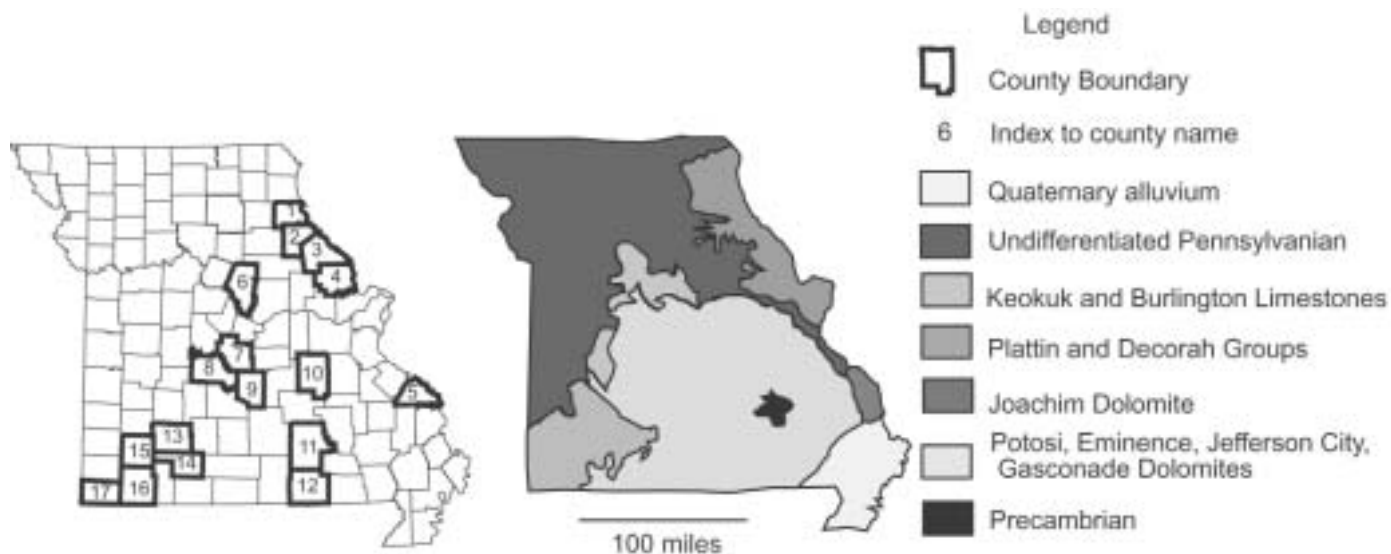 Legend
County Boundary
6 Index to county name
Quaternary alluvium
Undifferentiated Pennsylvanian
Keokuk and Burlington Limestones
Plattin and Decorah Groups
Joachim Dolomite
Potosi, Eminence, Jefferson City,
Gasconade Dolomites
Precambrian
1
2
3
4
5
6
7
8
9
10
11
12
13
14
15
16
17
100 miles